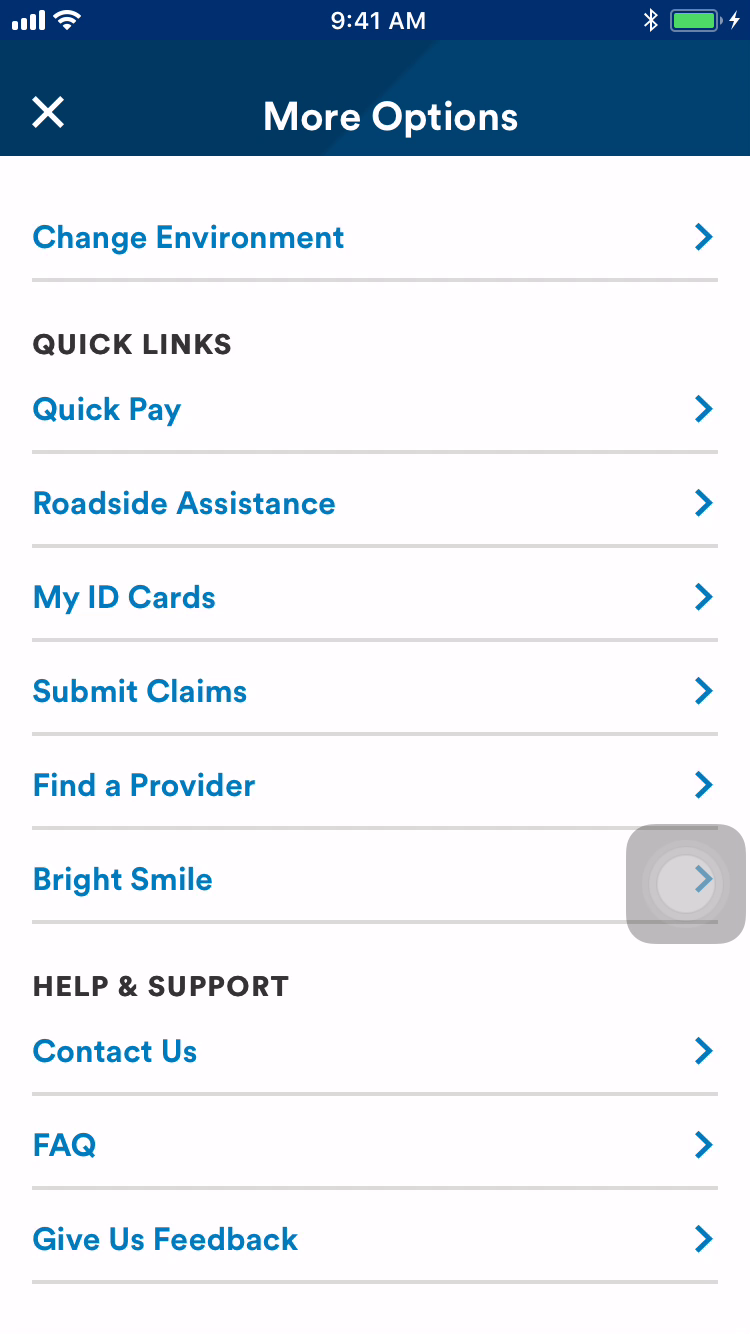 9:41 AM
More Options
Change Environment
QUICK LINKS
Quick Pay
Roadside Assistance
My ID Cards
Submit Claims
Find a Provider
Bright Smile
HELP & SUPPORT
Contact Us
FAQ
Give Us Feedback